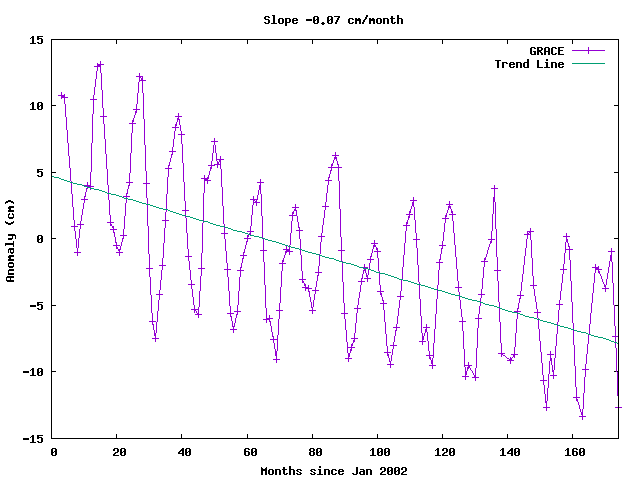 Slope -0.07 cm/month
GRACE
Trend Line
15
10
5
0
-5
-10
-15
Anomaly (cm)
0 20 40 60 80 100 120 140 160
Months since Jan 2002